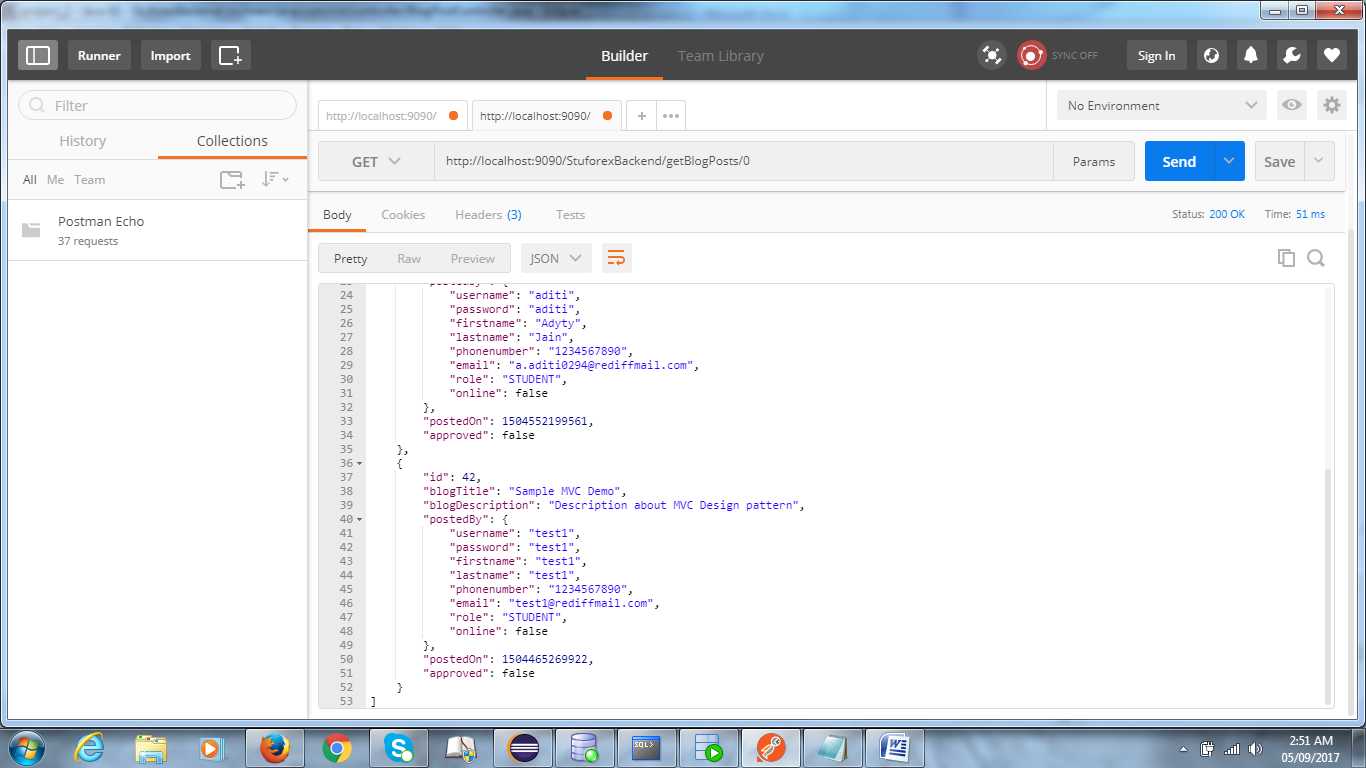 Runner
Import
Builder
Team Library
SYNC OFF
Sign In
Filter
History
Collections
All Me Team
Postman Echo
37 requests
http://localhost:9090/
http://localhost:9090/
No Environment
GET
http://localhost:9090/StuforexBackend/getBlogPosts/0
Params
Send
Save
Body Cookies Headers (3) Tests
Status: 200 OK Time: 51 ms
Pretty Raw Preview JSON
24 "username": "aditi",
25 "password": "aditi",
26 "firstname": "Adyty",
27 "lastname": "Jain",
28 "phonenumber": "1234567890",
29 "email": "a.aditi0294@rediffmail.com",
30 "role": "STUDENT",
31 "online": false
32 },
33 "postedOn": 1504552199561,
34 "approved": false
35 },
36 {
37 "id": 42,
38 "blogTitle": "Sample MVC Demo",
39 "blogDescription": "Description about MVC Design pattern",
40 "postedBy": {
41 "username": "test1",
42 "password": "test1",
43 "firstname": "test1",
44 "lastname": "test1",
45 "phonenumber": "1234567890",
46 "email": "test1@rediffmail.com",
47 "role": "STUDENT",
48 "online": false
49 },
50 "postedOn": 1504465269922,
51 "approved": false
52 }
53 ]
SQL>
2:51 AM
05/09/2017